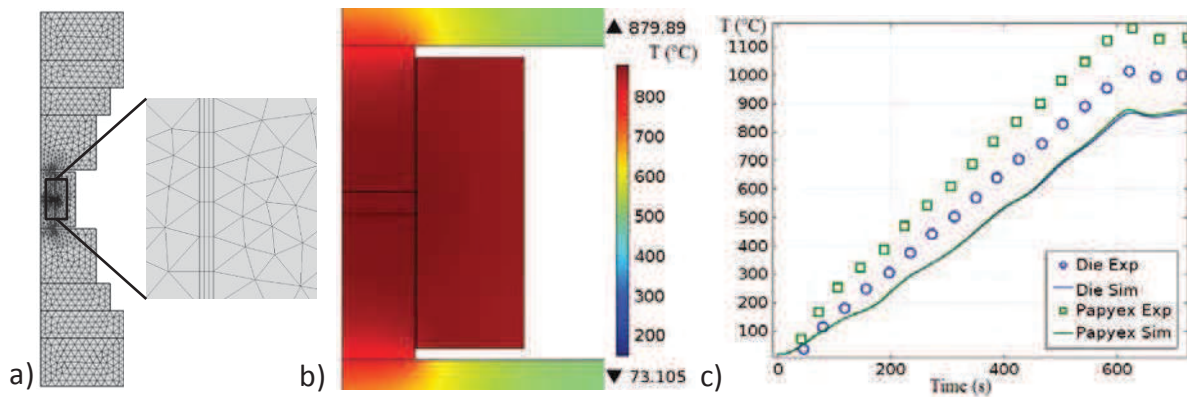 a)
b)
▲ 879.89
T (°C)
800
700
600
500
400
300
200
▼ 73.105
c)
T (°C)
1100
1000
900
800
700
600
500
400
300
200
100
0
200
400
600
Time (s)
Die Exp
Die Sim
Papyex Exp
Papyex Sim